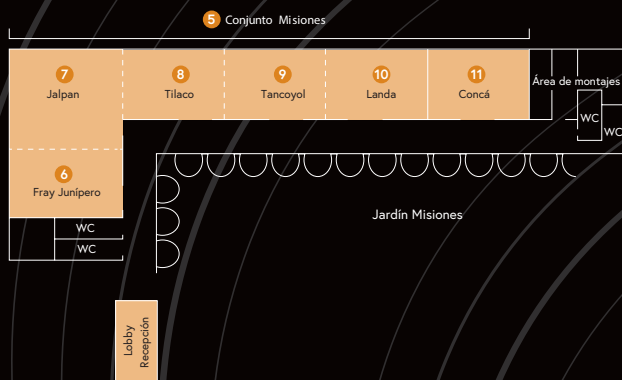 5 Conjunto Misiones
7
Jalpan
8
Tilaco
9
Tancoyol
10
Landa
11
Concá
Área de montajes
WC
WC
6
Fray Junípero
WC
WC
Jardín Misiones
Lobby
Recepción